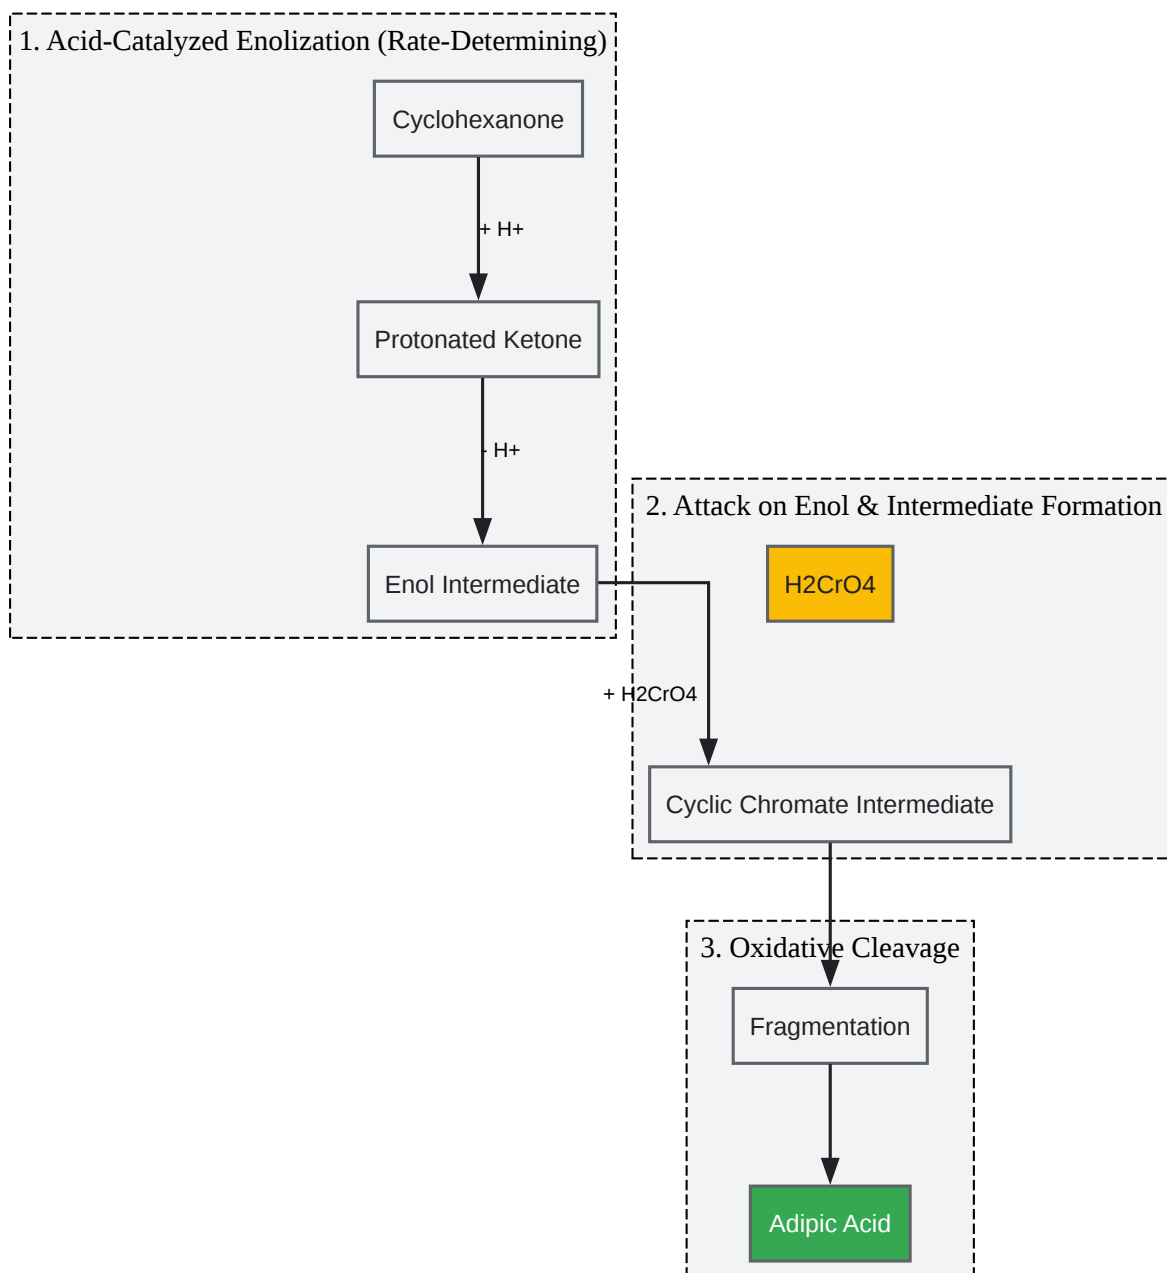 1. Acid-Catalyzed Enolization (Rate-Determining)
Cyclohexanone
+ H+
Protonated Ketone
- H+
Enol Intermediate
2. Attack on Enol & Intermediate Formation
H2CrO4
+ H2CrO4
Cyclic Chromate Intermediate
3. Oxidative Cleavage
Fragmentation
Adipic Acid